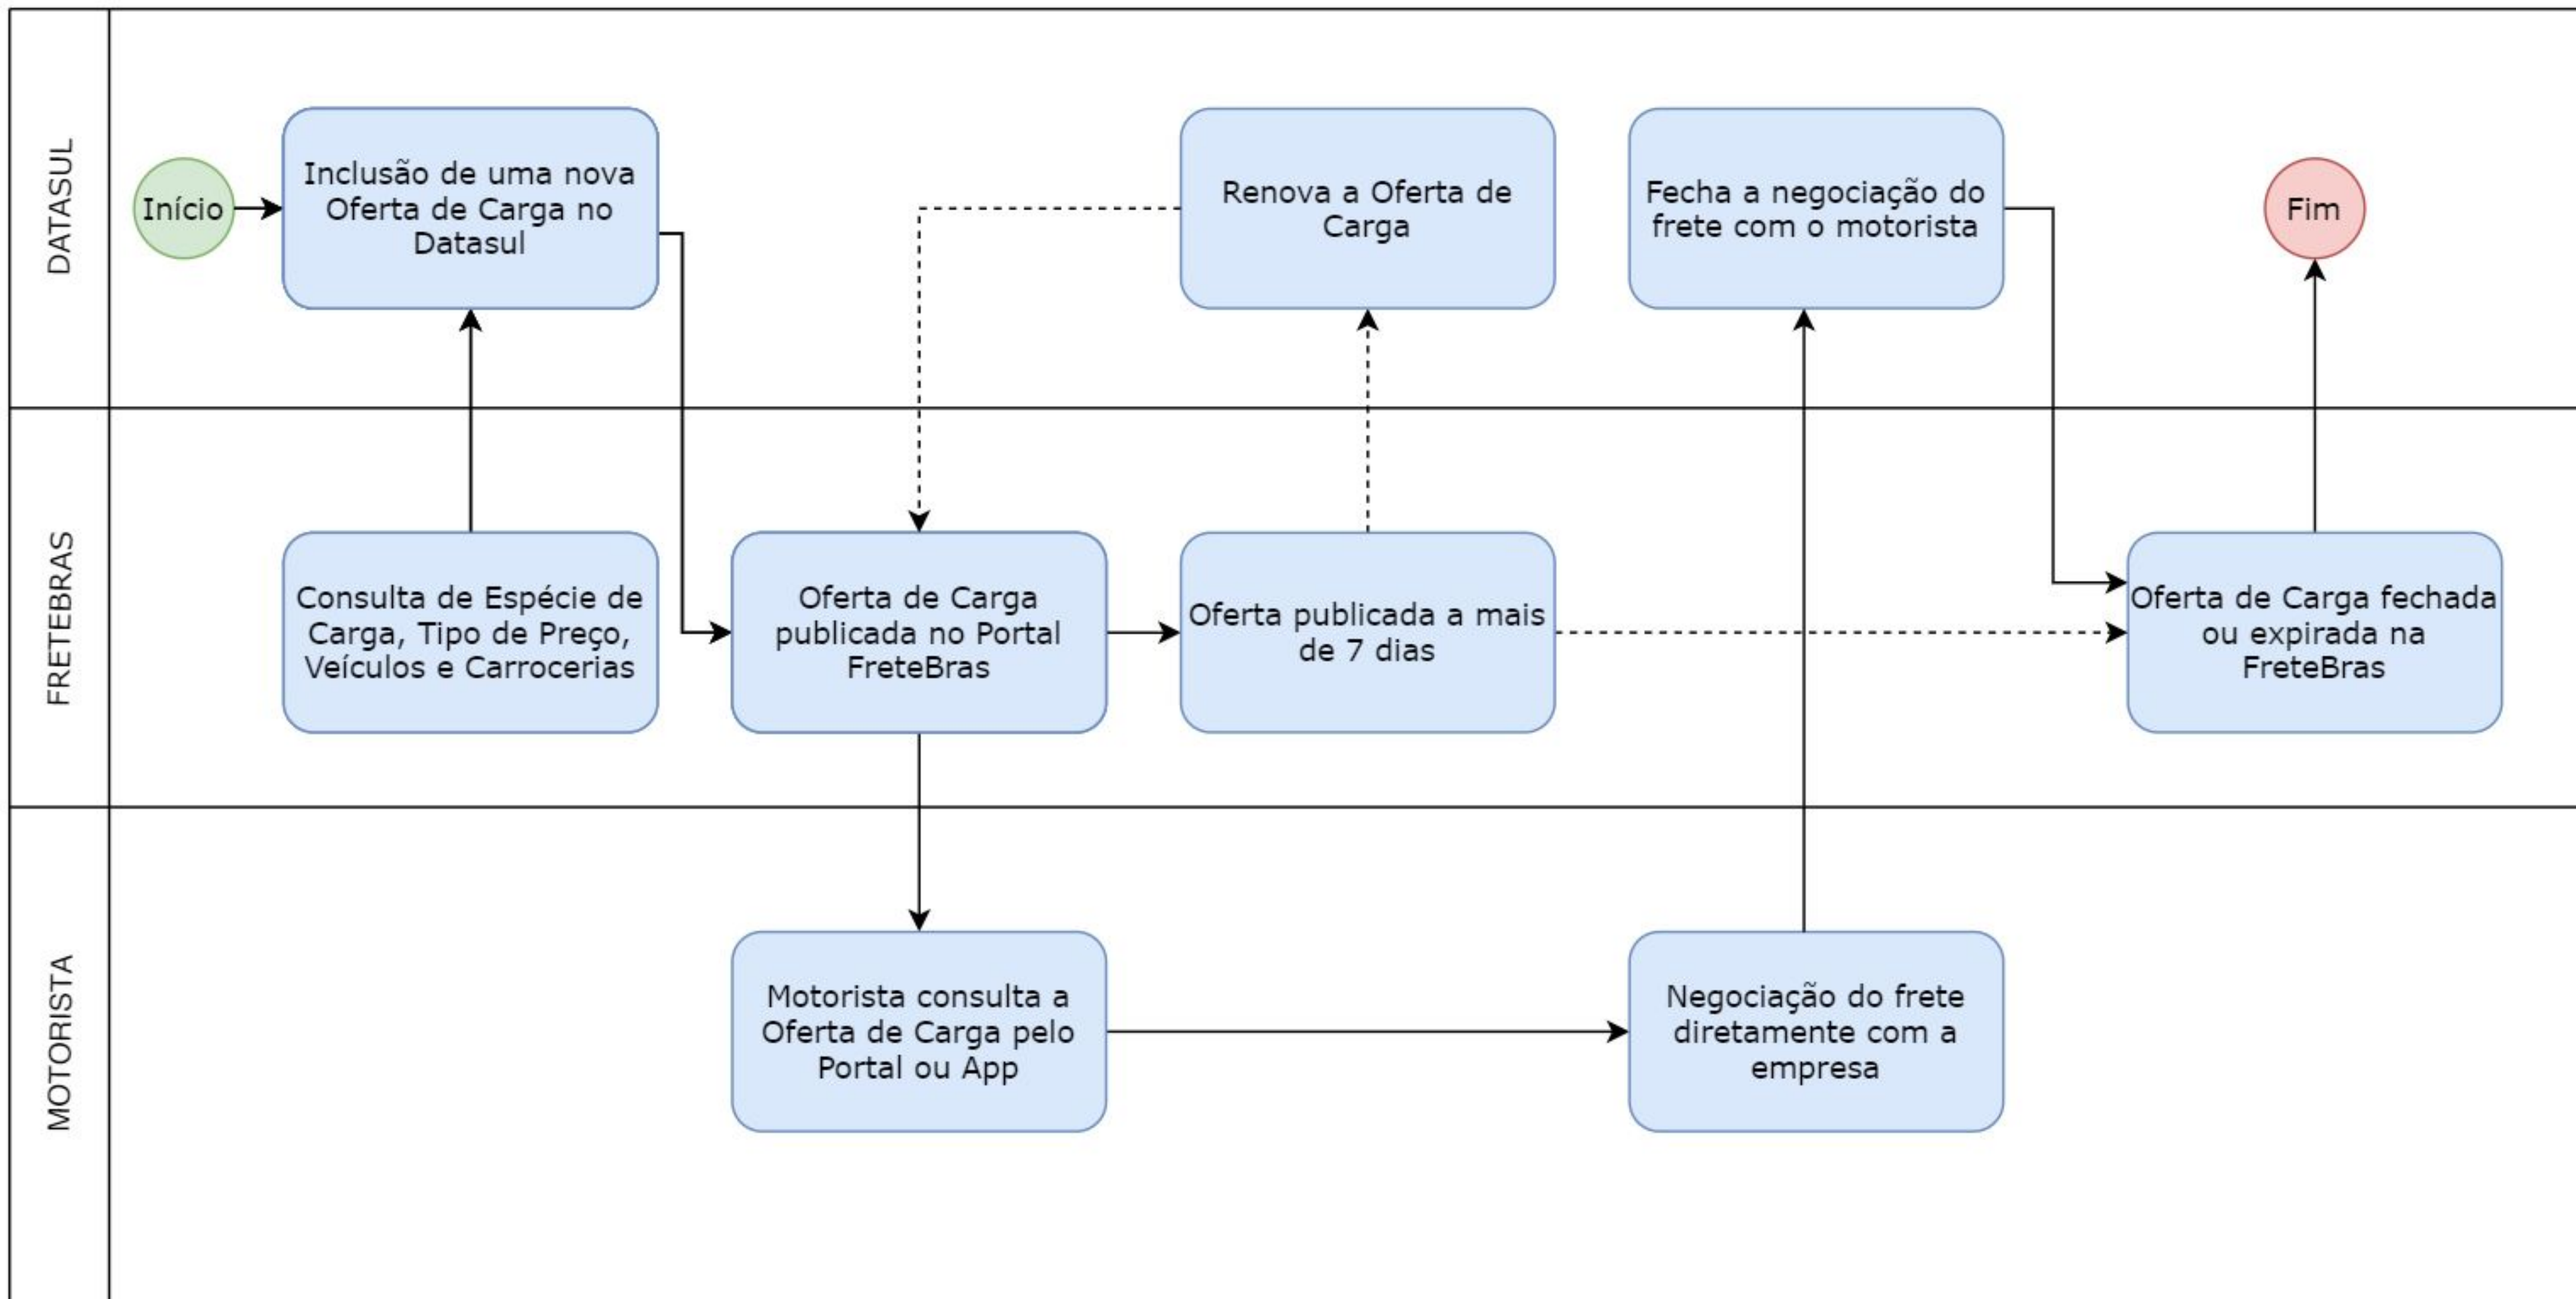 DATASUL
Início
Inclusão de uma nova
Oferta de Carga no
Datasul
Renova a Oferta de
Carga
Fecha a negociação do
frete com o motorista
Fim
FRETEBRAS
Consulta de Espécie de
Carga, Tipo de Preço,
Veículos e Carrocerias
Oferta de Carga
publicada no Portal
FreteBras
Oferta publicada a mais
de 7 dias
Oferta de Carga fechada
ou expirada na
FreteBras
MOTORISTA
Motorista consulta a
Oferta de Carga pelo
Portal ou App
Negociação do frete
diretamente com a
empresa